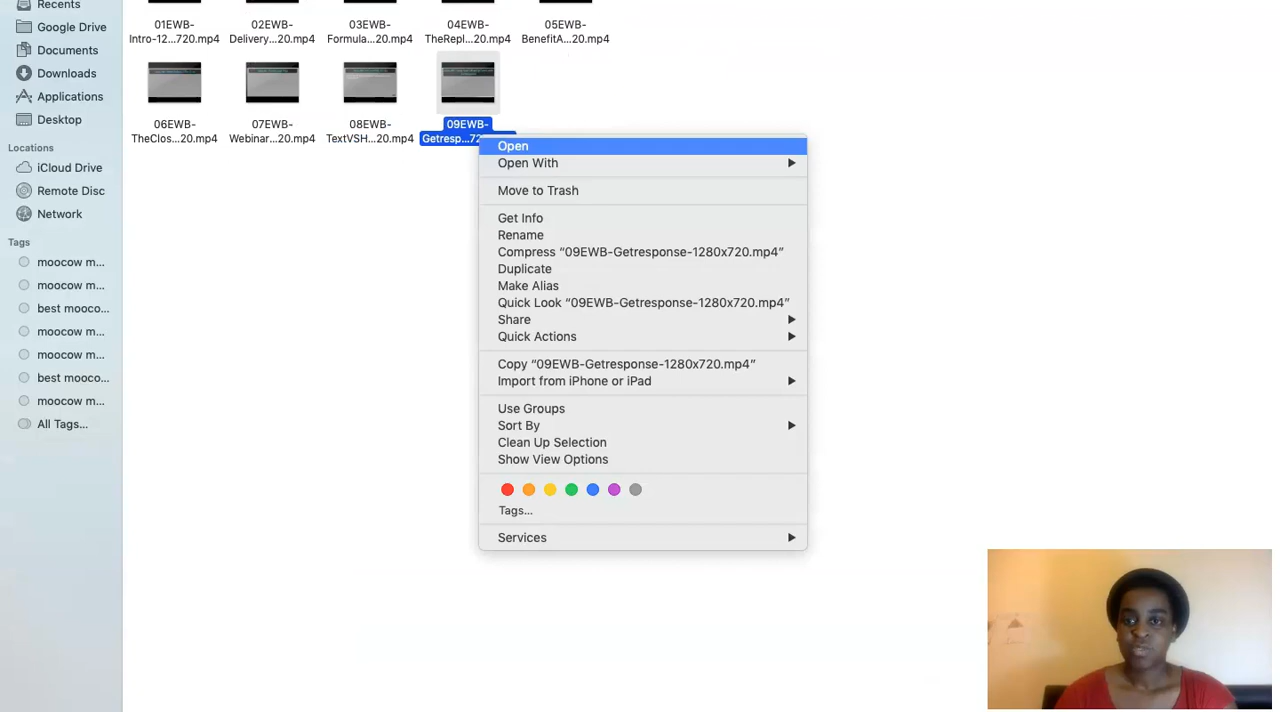 Recents
Google Drive
Documents
Downloads
Applications
Desktop
Locations
iCloud Drive
Remote Disc
Network
Tags
moocow m...
moocow m...
best mooco...
moocow m...
moocow m...
best mooco...
moocow m...
All Tags...
01EWB-
Intro-12...720.mp4
02EWB-
Delivery...20.mp4
03EWB-
Formula...20.mp4
04EWB-
TheRepl...20.mp4
05EWB-
BenefitA...20.mp4
06EWB-
TheClos...20.mp4
07EWB-
Webinar...20.mp4
08EWB-
TextVSH...20.mp4
09EWB-
Getresp...72
Open
Open With
Move to Trash
Get Info
Rename
Compress “09EWB-Getresponse-1280x720.mp4”
Duplicate
Make Alias
Quick Look “09EWB-Getresponse-1280x720.mp4”
Share
Quick Actions
Copy “09EWB-Getresponse-1280x720.mp4”
Import from iPhone or iPad
Use Groups
Sort By
Clean Up Selection
Show View Options
Tags...
Services